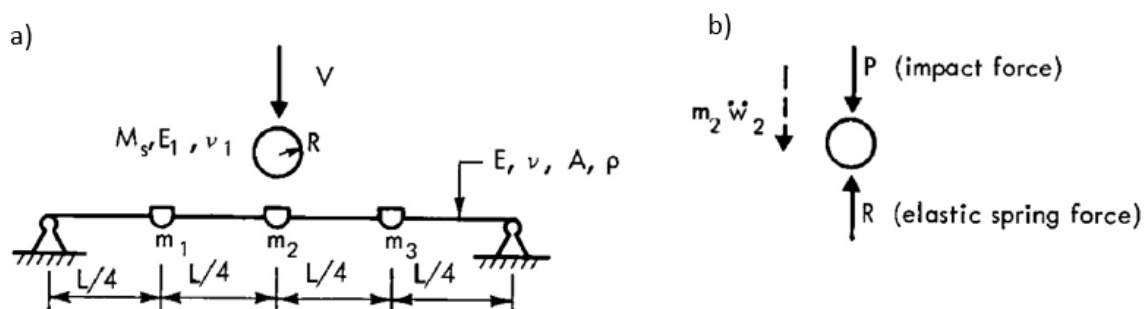 a)
V
M_s, E_1, ν_1
R
E, ν, A, ρ
m_1 m_2 m_3
L/4 L/4 L/4 L/4
b)
P (impact force)
m_2 ẅ_2
R (elastic spring force)